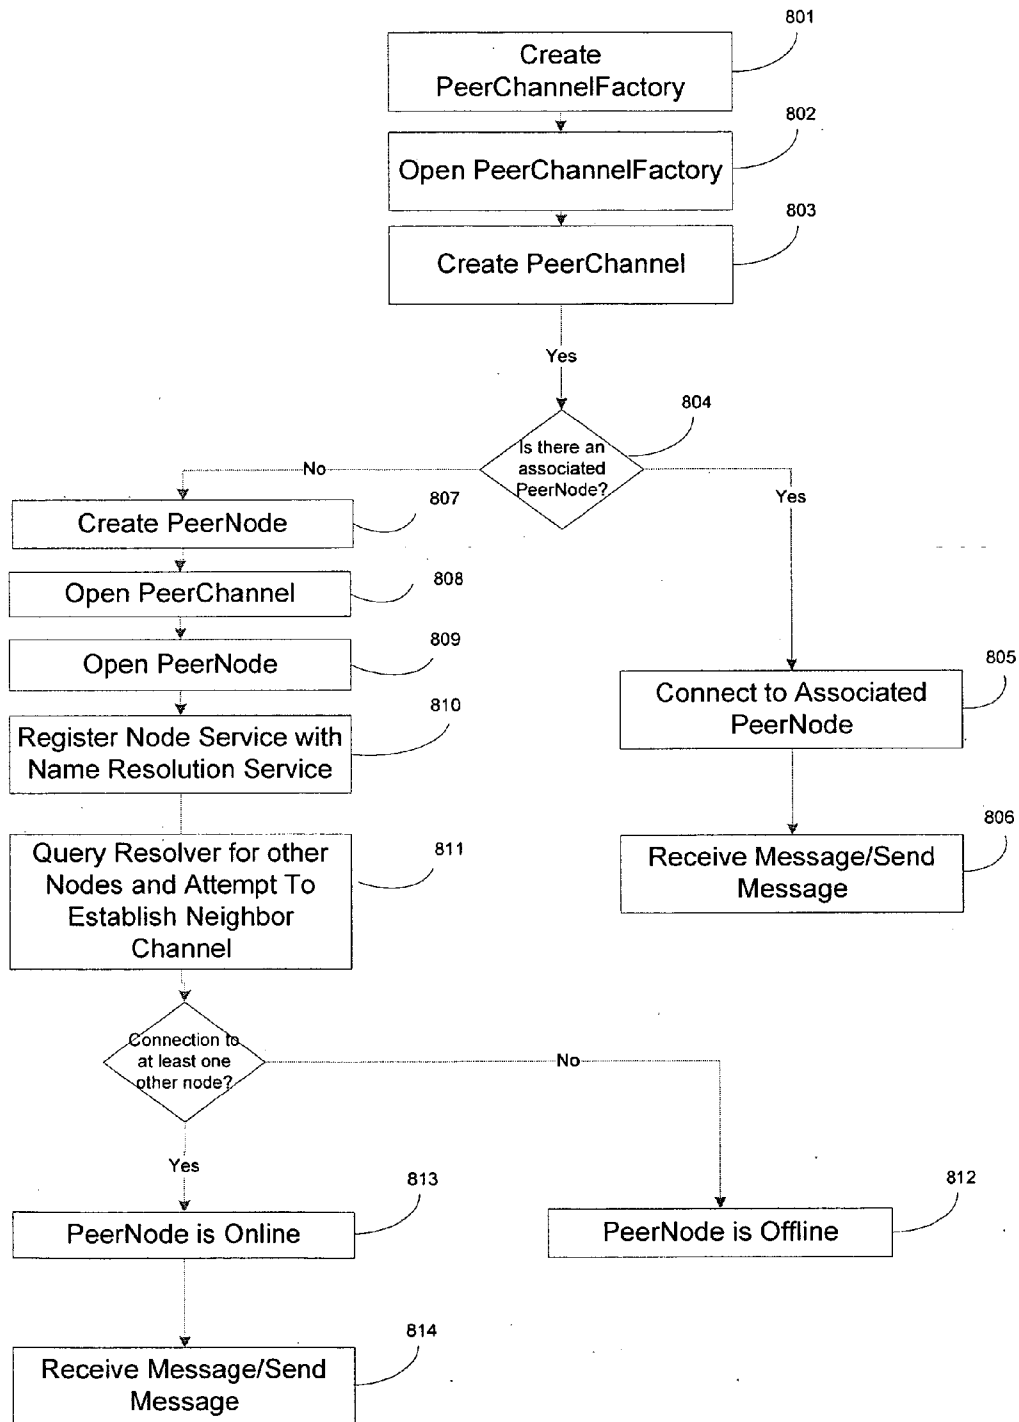 801
Create
PeerChannelFactory
802
Open PeerChannelFactory
803
Create PeerChannel
Yes
804
Is there an
associated
PeerNode?
No
Yes
807
Create PeerNode
808
Open PeerChannel
809
Open PeerNode
805
Connect to Associated
PeerNode
810
Register Node Service with
Name Resolution Service
806
Receive Message/Send
Message
811
Query Resolver for other
Nodes and Attempt To
Establish Neighbor
Channel
Connection to
at least one
other node?
No
Yes
813
PeerNode is Online
812
PeerNode is Offline
814
Receive Message/Send
Message